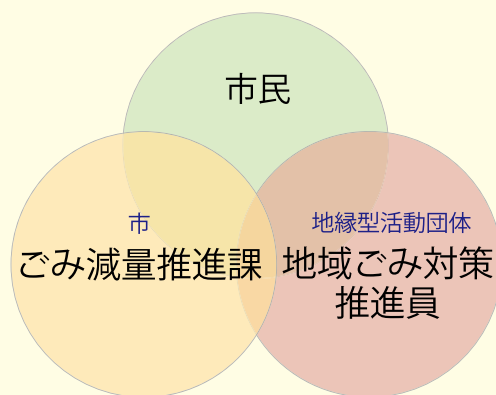 市民
市
ごみ減量推進課
地縁型活動団体
地域ごみ対策
推進員